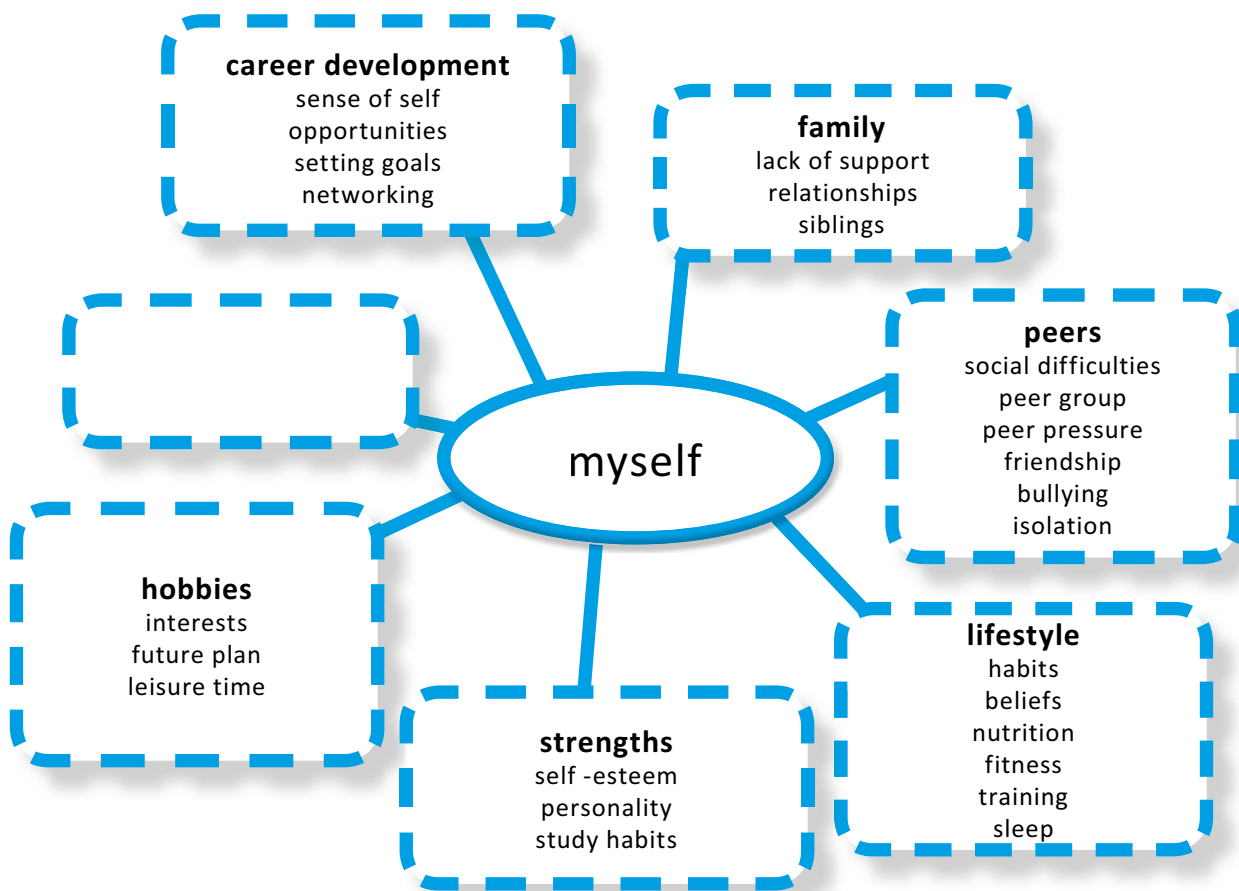 career development
sense of self
opportunities
setting goals
networking
family
lack of support
relationships
siblings
peers
social difficulties
peer group
peer pressure
friendship
bullying
isolation
myself
hobbies
interests
future plan
leisure time
lifestyle
habits
beliefs
nutrition
fitness
training
sleep
strengths
self -esteem
personality
study habits